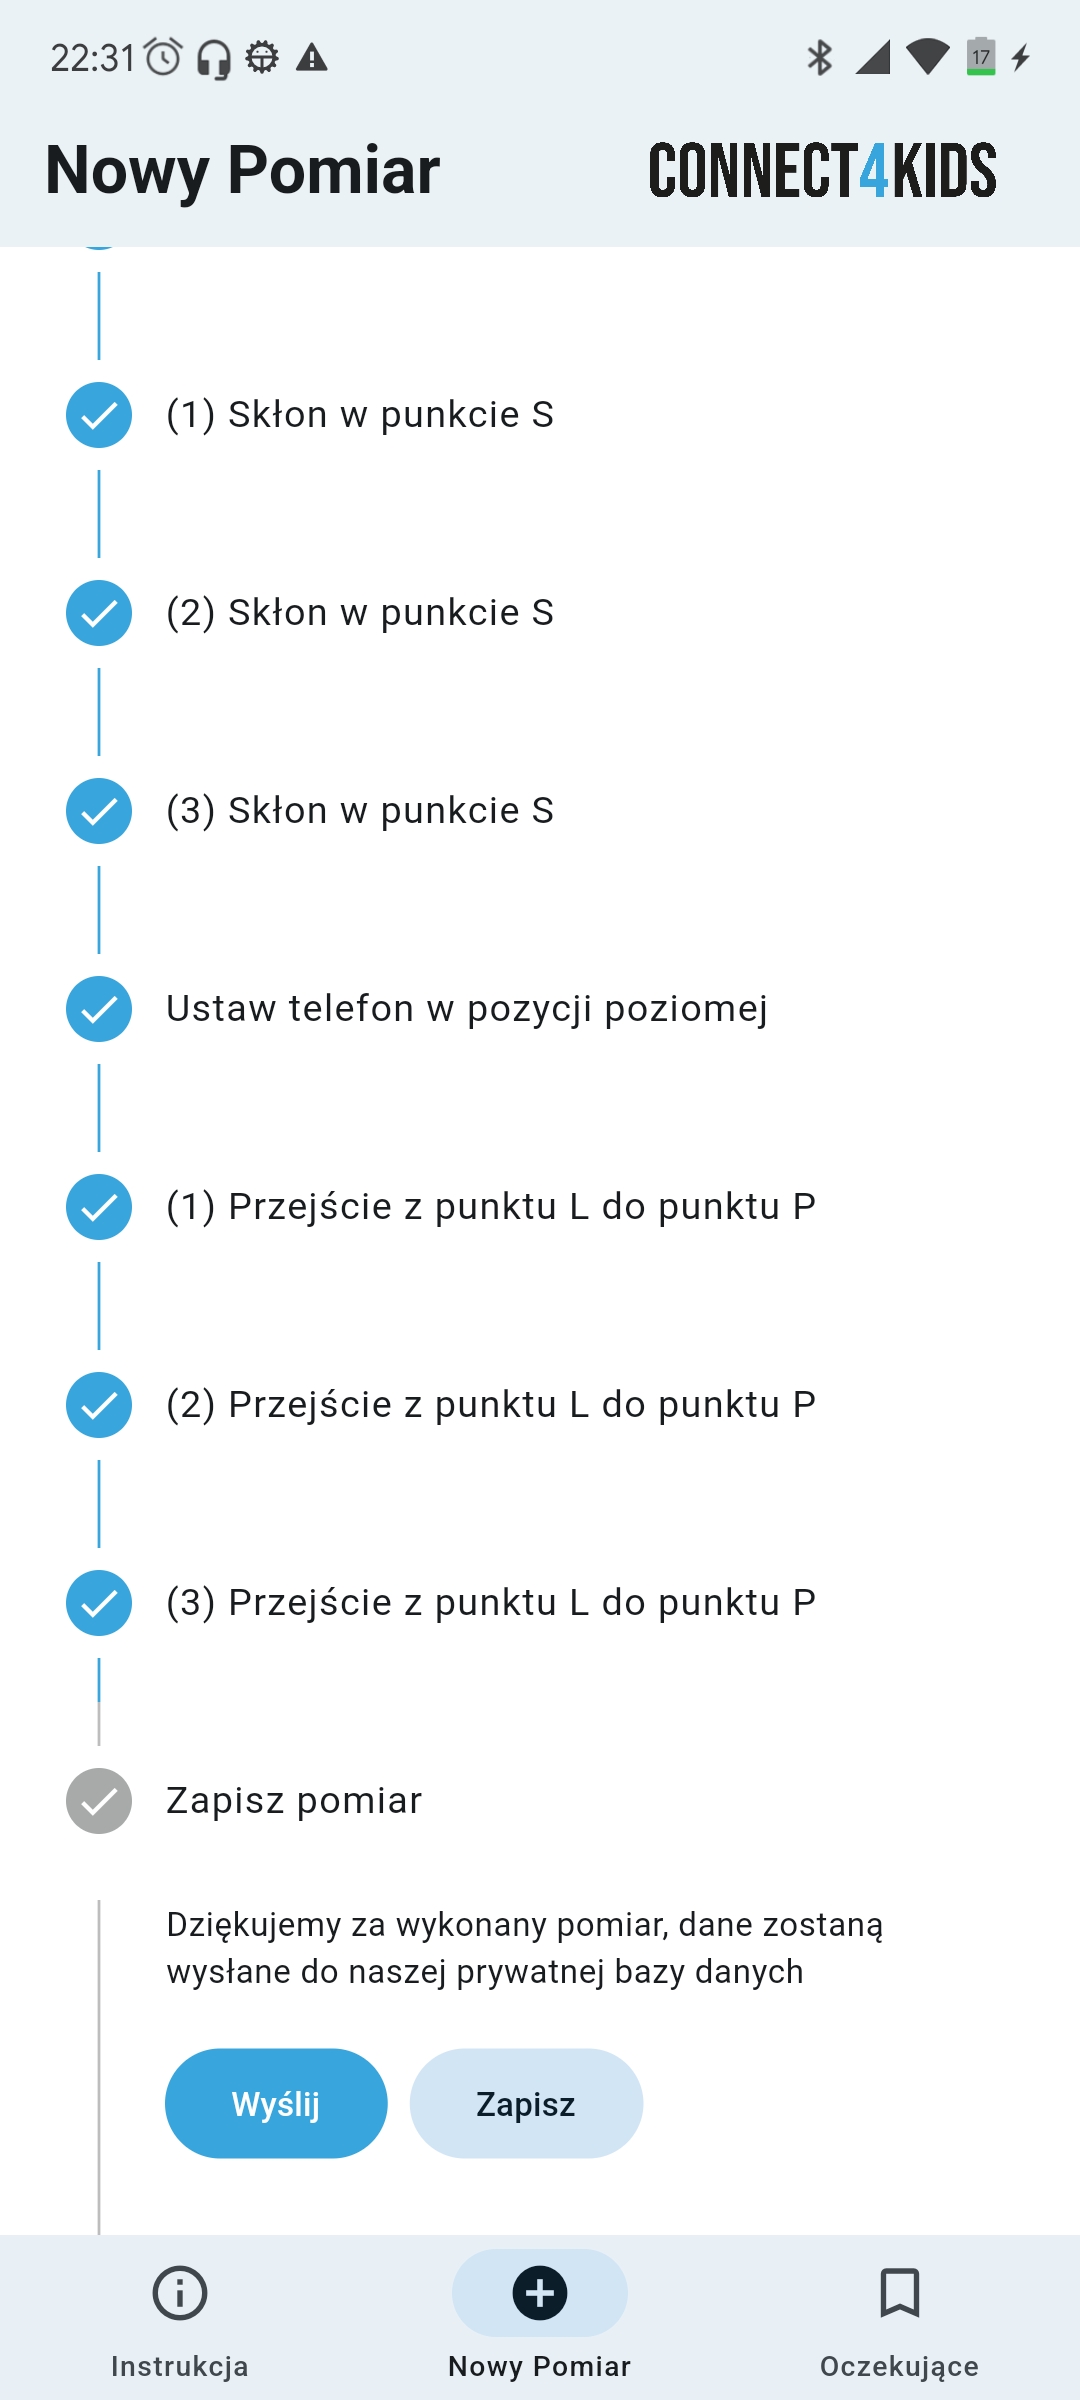 22:31
17
Nowy Pomiar
CONNECT4KIDS
(1) Skłon w punkcie S
(2) Skłon w punkcie S
(3) Skłon w punkcie S
Ustaw telefon w pozycji poziomej
(1) Przejście z punktu L do punktu P
(2) Przejście z punktu L do punktu P
(3) Przejście z punktu L do punktu P
Zapisz pomiar
Dziękujemy za wykonany pomiar, dane zostaną
wysłane do naszej prywatnej bazy danych
Wyślij
Zapisz
Instrukcja
Nowy Pomiar
Oczekujące